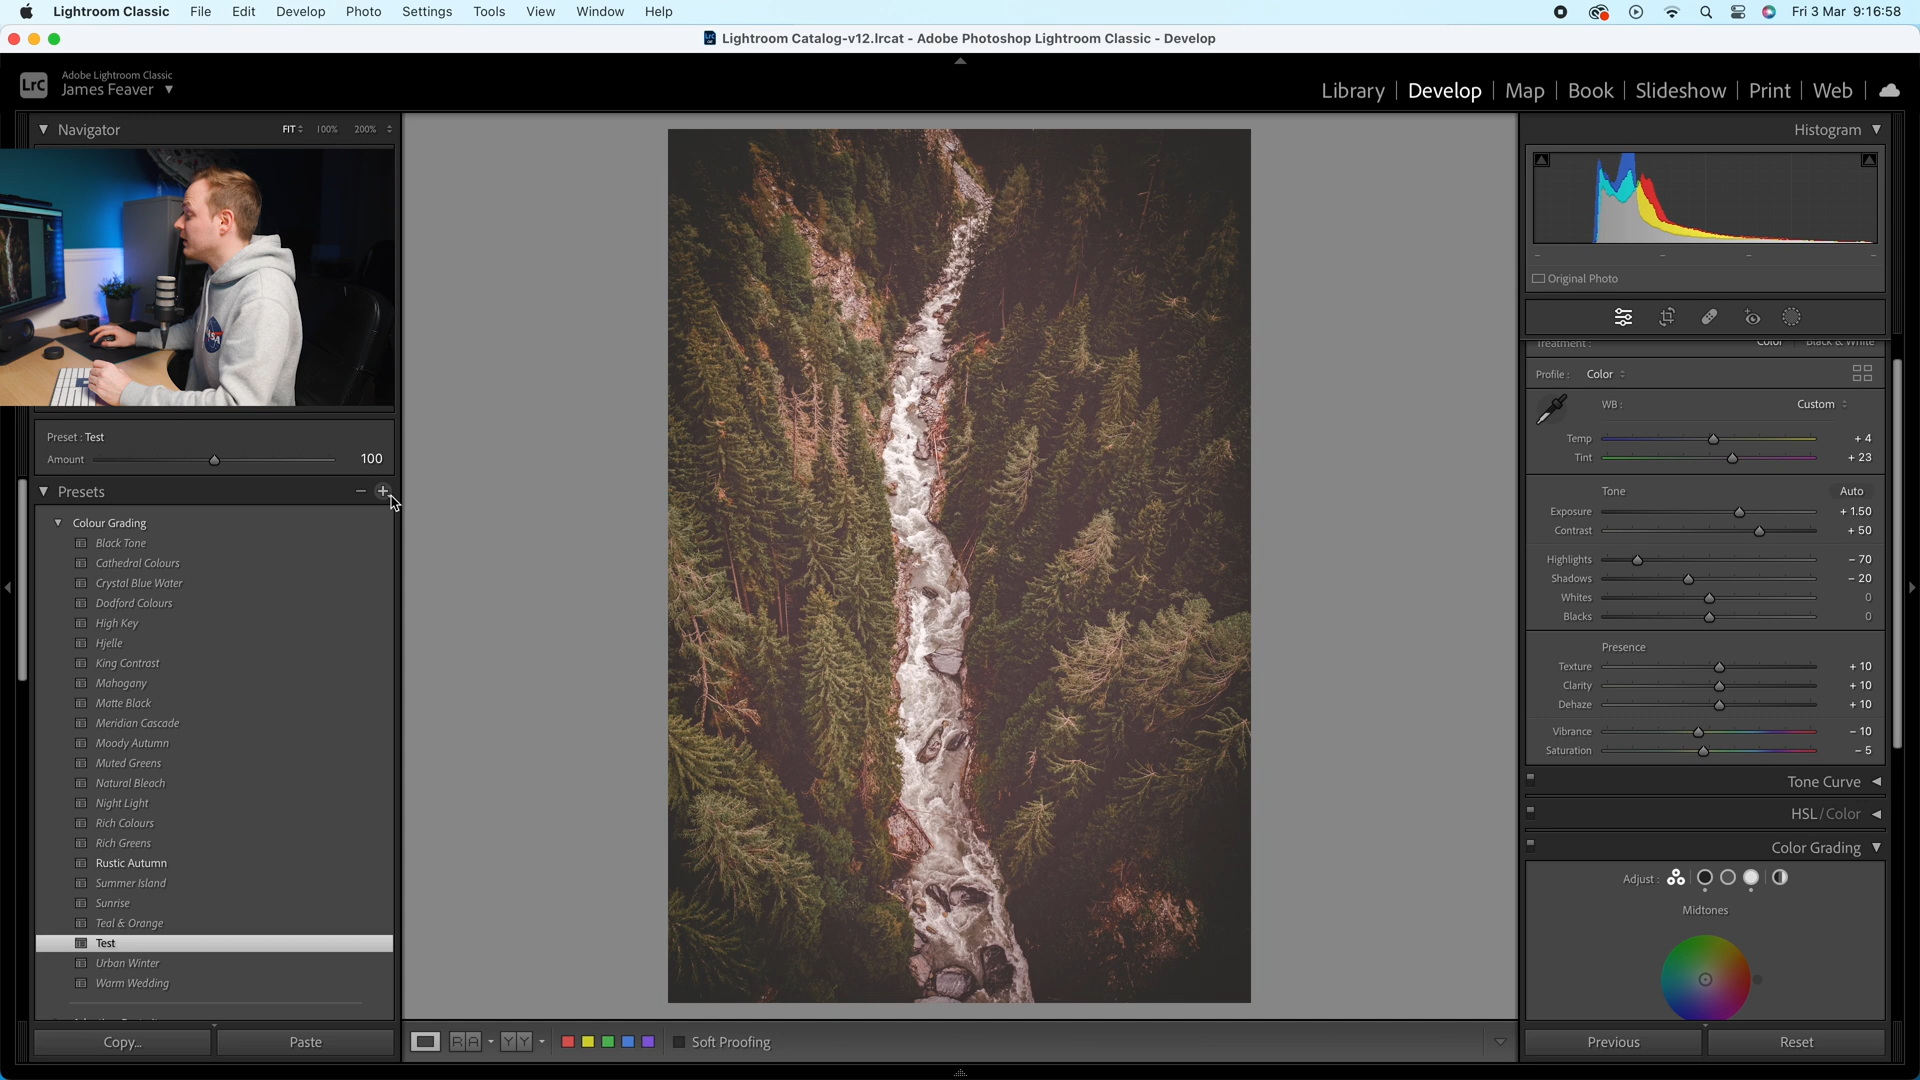 Lightroom Classic File Edit Develop Photo Settings Tools View Window Help Fri 3 Mar 9:16:58
Lightroom Catalog-v12.lrcat - Adobe Photoshop Lightroom Classic - Develop
LrC Adobe Lightroom Classic
James Feaver
Library Develop Map Book Slideshow Print Web
Navigator FIT 100% 200%
Preset : Test
Amount 100
Presets
Colour Grading
Black Tone
Cathedral Colours
Crystal Blue Water
Dodford Colours
High Key
Hjelle
King Contrast
Mahogany
Matte Black
Meridian Cascade
Moody Autumn
Muted Greens
Natural Bleach
Night Light
Rich Colours
Rich Greens
Rustic Autumn
Summer Island
Sunrise
Teal & Orange
Test
Urban Winter
Warm Wedding
Copy... Paste
Soft Proofing
Histogram
Original Photo
Treatment : Color Black & White
Profile : Color
WB : Custom
Temp + 4
Tint + 23
Tone Auto
Exposure + 1.50
Contrast + 50
Highlights - 70
Shadows - 20
Whites 0
Blacks 0
Presence
Texture + 10
Clarity + 10
Dehaze + 10
Vibrance - 10
Saturation - 5
Tone Curve
HSL / Color
Color Grading
Adjust :
Midtones
Previous Reset